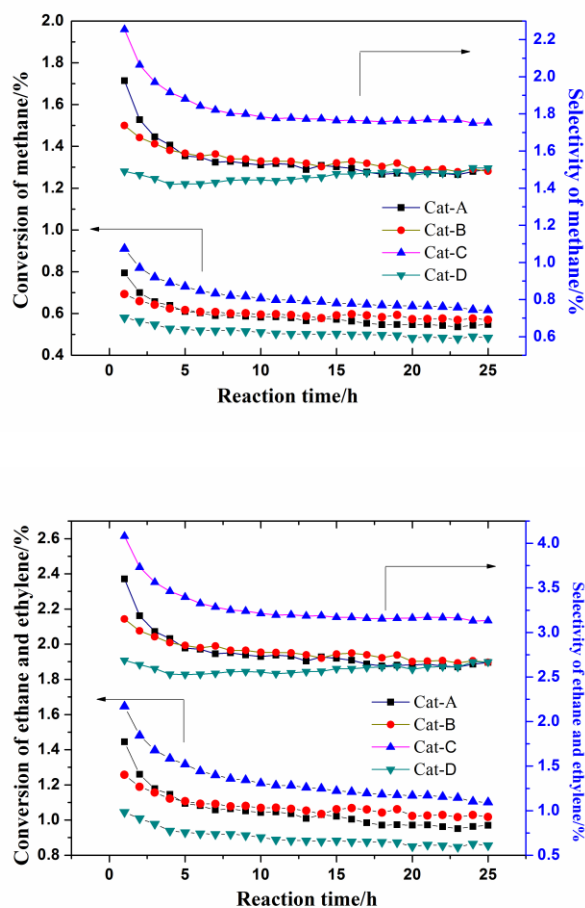 2.0
1.8
1.6
1.4
1.2
1.0
0.8
0.6
0.4
Conversion of methane/%
2.2
2.0
1.8
1.6
1.4
1.2
1.0
0.8
0.6
Selectivity of methane/%
Cat-A
Cat-B
Cat-C
Cat-D
0 5 10 15 20 25
Reaction time/h
2.6
2.4
2.2
2.0
1.8
1.6
1.4
1.2
1.0
0.8
Conversion of ethane and ethylene/%
4.0
3.5
3.0
2.5
2.0
1.5
1.0
0.5
Selectivity of ethane and ethylene/%
Cat-A
Cat-B
Cat-C
Cat-D
0 5 10 15 20 25
Reaction time/h